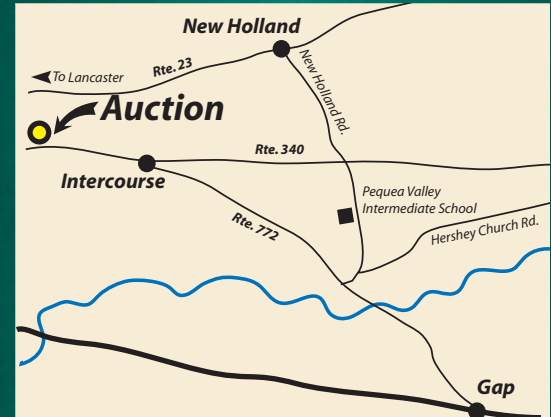 New Holland
Rte. 23
To Lancaster
New Holland Rd.
Auction
Rte. 340
Intercourse
Pequea Valley
Intermediate School
Rte. 772
Hershey Church Rd.
Gap